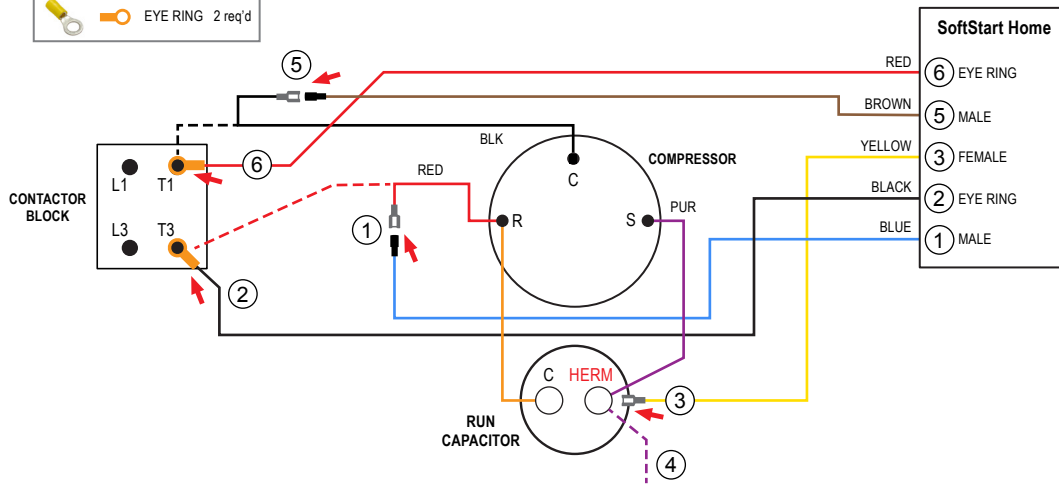 EYE RING 2 req'd
SoftStart Home
RED
6 EYE RING
5
BROWN
5 MALE
BLK
YELLOW
3 FEMALE
COMPRESSOR
C
6
CONTACTOR
BLOCK
L1 T1
RED
BLACK
2 EYE RING
R
S
PUR
L3 T3
1
BLUE
1 MALE
2
C HERM
3
RUN
CAPACITOR
4